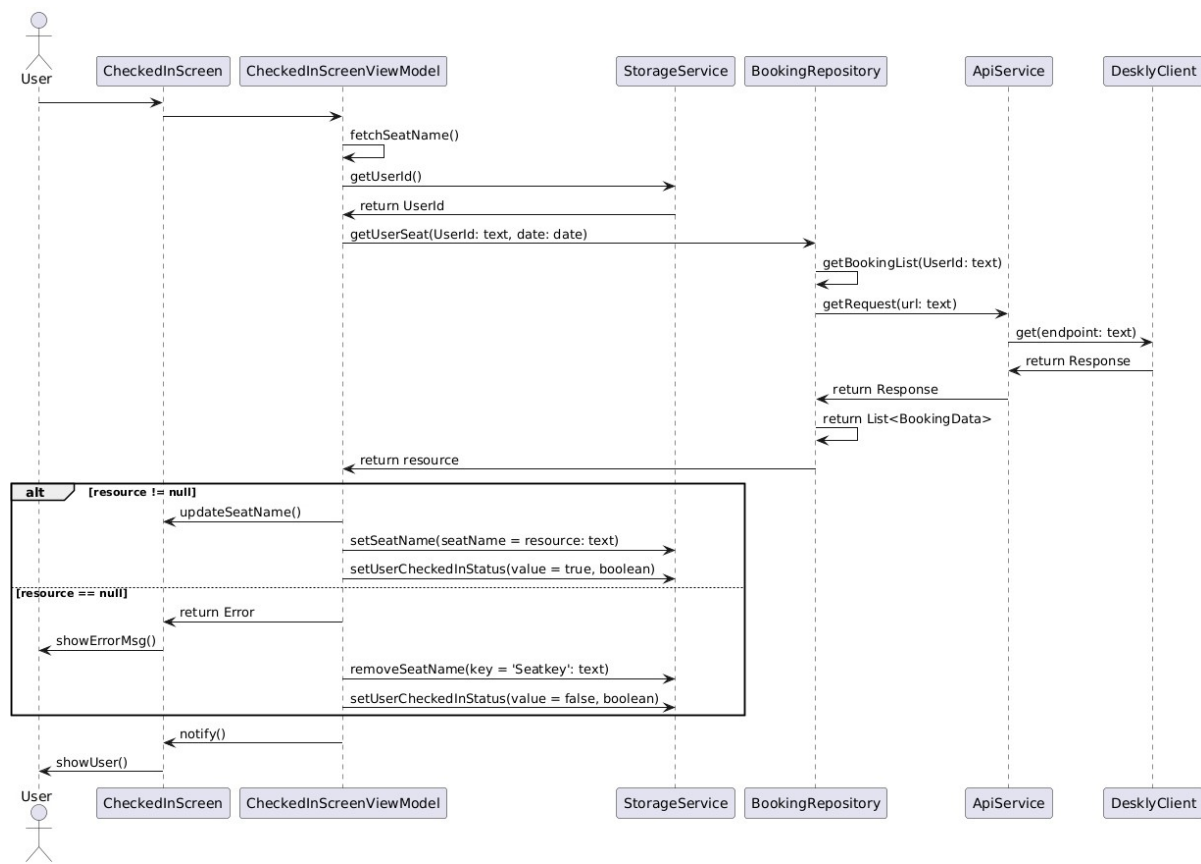 User
CheckedInScreen
CheckedInScreenViewModel
StorageService
BookingRepository
ApiService
DesklyClient
fetchSeatName()
getUserId()
return UserId
getUserSeat(UserId: text, date: date)
getBookingList(UserId: text)
getRequest(url: text)
get(endpoint: text)
return Response
return Response
return List<BookingData>
return resource
alt [resource != null]
updateSeatName()
setSeatName(seatName = resource: text)
setUserCheckedInStatus(value = true, boolean)
[resource == null]
return Error
showErrorMsg()
removeSeatName(key = 'Seatkey': text)
setUserCheckedInStatus(value = false, boolean)
notify()
showUser()
User
CheckedInScreen
CheckedInScreenViewModel
StorageService
BookingRepository
ApiService
DesklyClient